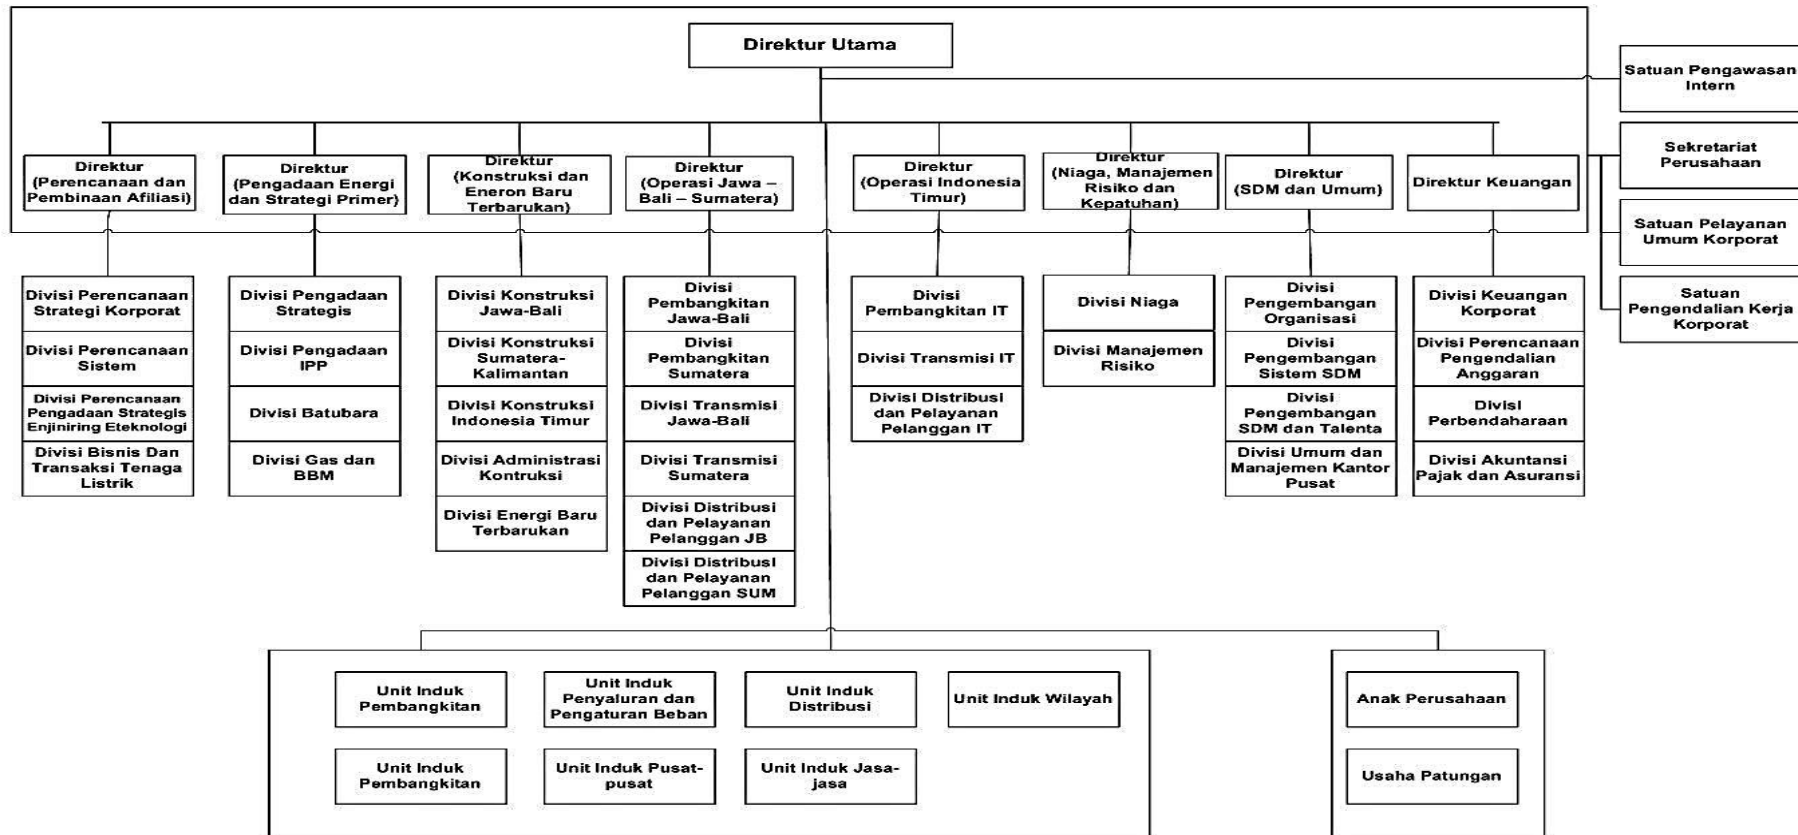 Direktur Utama
Satuan Pengawasan
Intern
Sekretariat
Perusahaan
Satuan Pelayanan
Umum Korporat
Satuan
Pengendalian Kerja
Korporat
Direktur
(Perencanaan dan
Pembinaan Afiliasi)
Direktur
(Pengadaan Energi
dan Strategi Primer)
Direktur
(Konstruksi dan
Eneron Baru
Terbarukan)
Direktur
(Operasi Jawa –
Bali – Sumatera)
Direktur
(Operasi Indonesia
Timur)
Direktur
(Niaga, Manajemen
Risiko dan
Kepatuhan)
Direktur
(SDM dan Umum)
Direktur Keuangan
Divisi Perencanaan
Strategi Korporat
Divisi Perencanaan
Sistem
Divisi Perencanaan
Pengadaan Strategis
Enjiniring Eteknologi
Divisi Bisnis Dan
Transaksi Tenaga
Listrik
Divisi Pengadaan
Strategis
Divisi Pengadaan
IPP
Divisi Batubara
Divisi Gas dan
BBM
Divisi Konstruksi
Jawa-Bali
Divisi Konstruksi
Sumatera-
Kalimantan
Divisi Konstruksi
Indonesia Timur
Divisi Administrasi
Kontruksi
Divisi Energi Baru
Terbarukan
Divisi
Pembangkitan
Jawa-Bali
Divisi
Pembangkitan
Sumatera
Divisi Transmisi
Jawa-Bali
Divisi Transmisi
Sumatera
Divisi Distribusi
dan Pelayanan
Pelanggan JB
Divisi Distribusi
dan Pelayanan
Pelanggan SUM
Divisi
Pembangkitan IT
Divisi Transmisi IT
Divisi Distribusi
dan Pelayanan
Pelanggan IT
Divisi Niaga
Divisi Manajemen
Risiko
Divisi
Pengembangan
Organisasi
Divisi
Pengembangan
Sistem SDM
Divisi
Pengembangan
SDM dan Talenta
Divisi Umum dan
Manajemen Kantor
Pusat
Divisi Keuangan
Korporat
Divisi Perencanaan
Pengendalian
Anggaran
Divisi
Perbendaharaan
Divisi Akuntansi
Pajak dan Asuransi
Unit Induk
Pembangkitan
Unit Induk
Penyaluran dan
Pengaturan Beban
Unit Induk
Distribusi
Unit Induk Wilayah
Unit Induk
Pembangkitan
Unit Induk Pusat-
pusat
Unit Induk Jasa-
jasa
Anak Perusahaan
Usaha Patungan